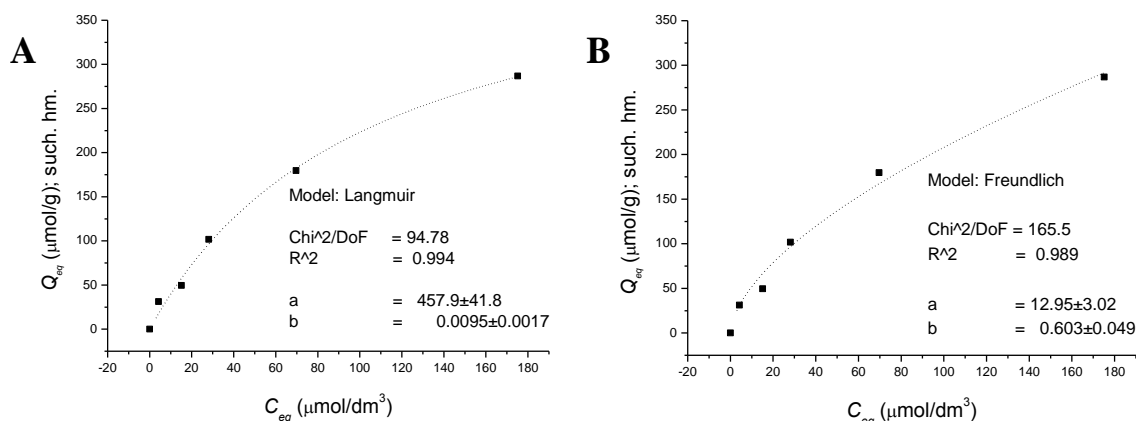 A
350
300
250
200
150
100
50
0
Q_eq (μmol/g); such. hm.
Model: Langmuir
Chi^2/DoF = 94.78
R^2 = 0.994
a = 457.9±41.8
b = 0.0095±0.0017
-20 0 20 40 60 80 100 120 140 160 180
C_eq (μmol/dm³)
B
350
300
250
200
150
100
50
0
Q_eq (μmol/g); such. hm.
Model: Freundlich
Chi^2/DoF = 165.5
R^2 = 0.989
a = 12.95±3.02
b = 0.603±0.049
-20 0 20 40 60 80 100 120 140 160 180
C_eq (μmol/dm³)